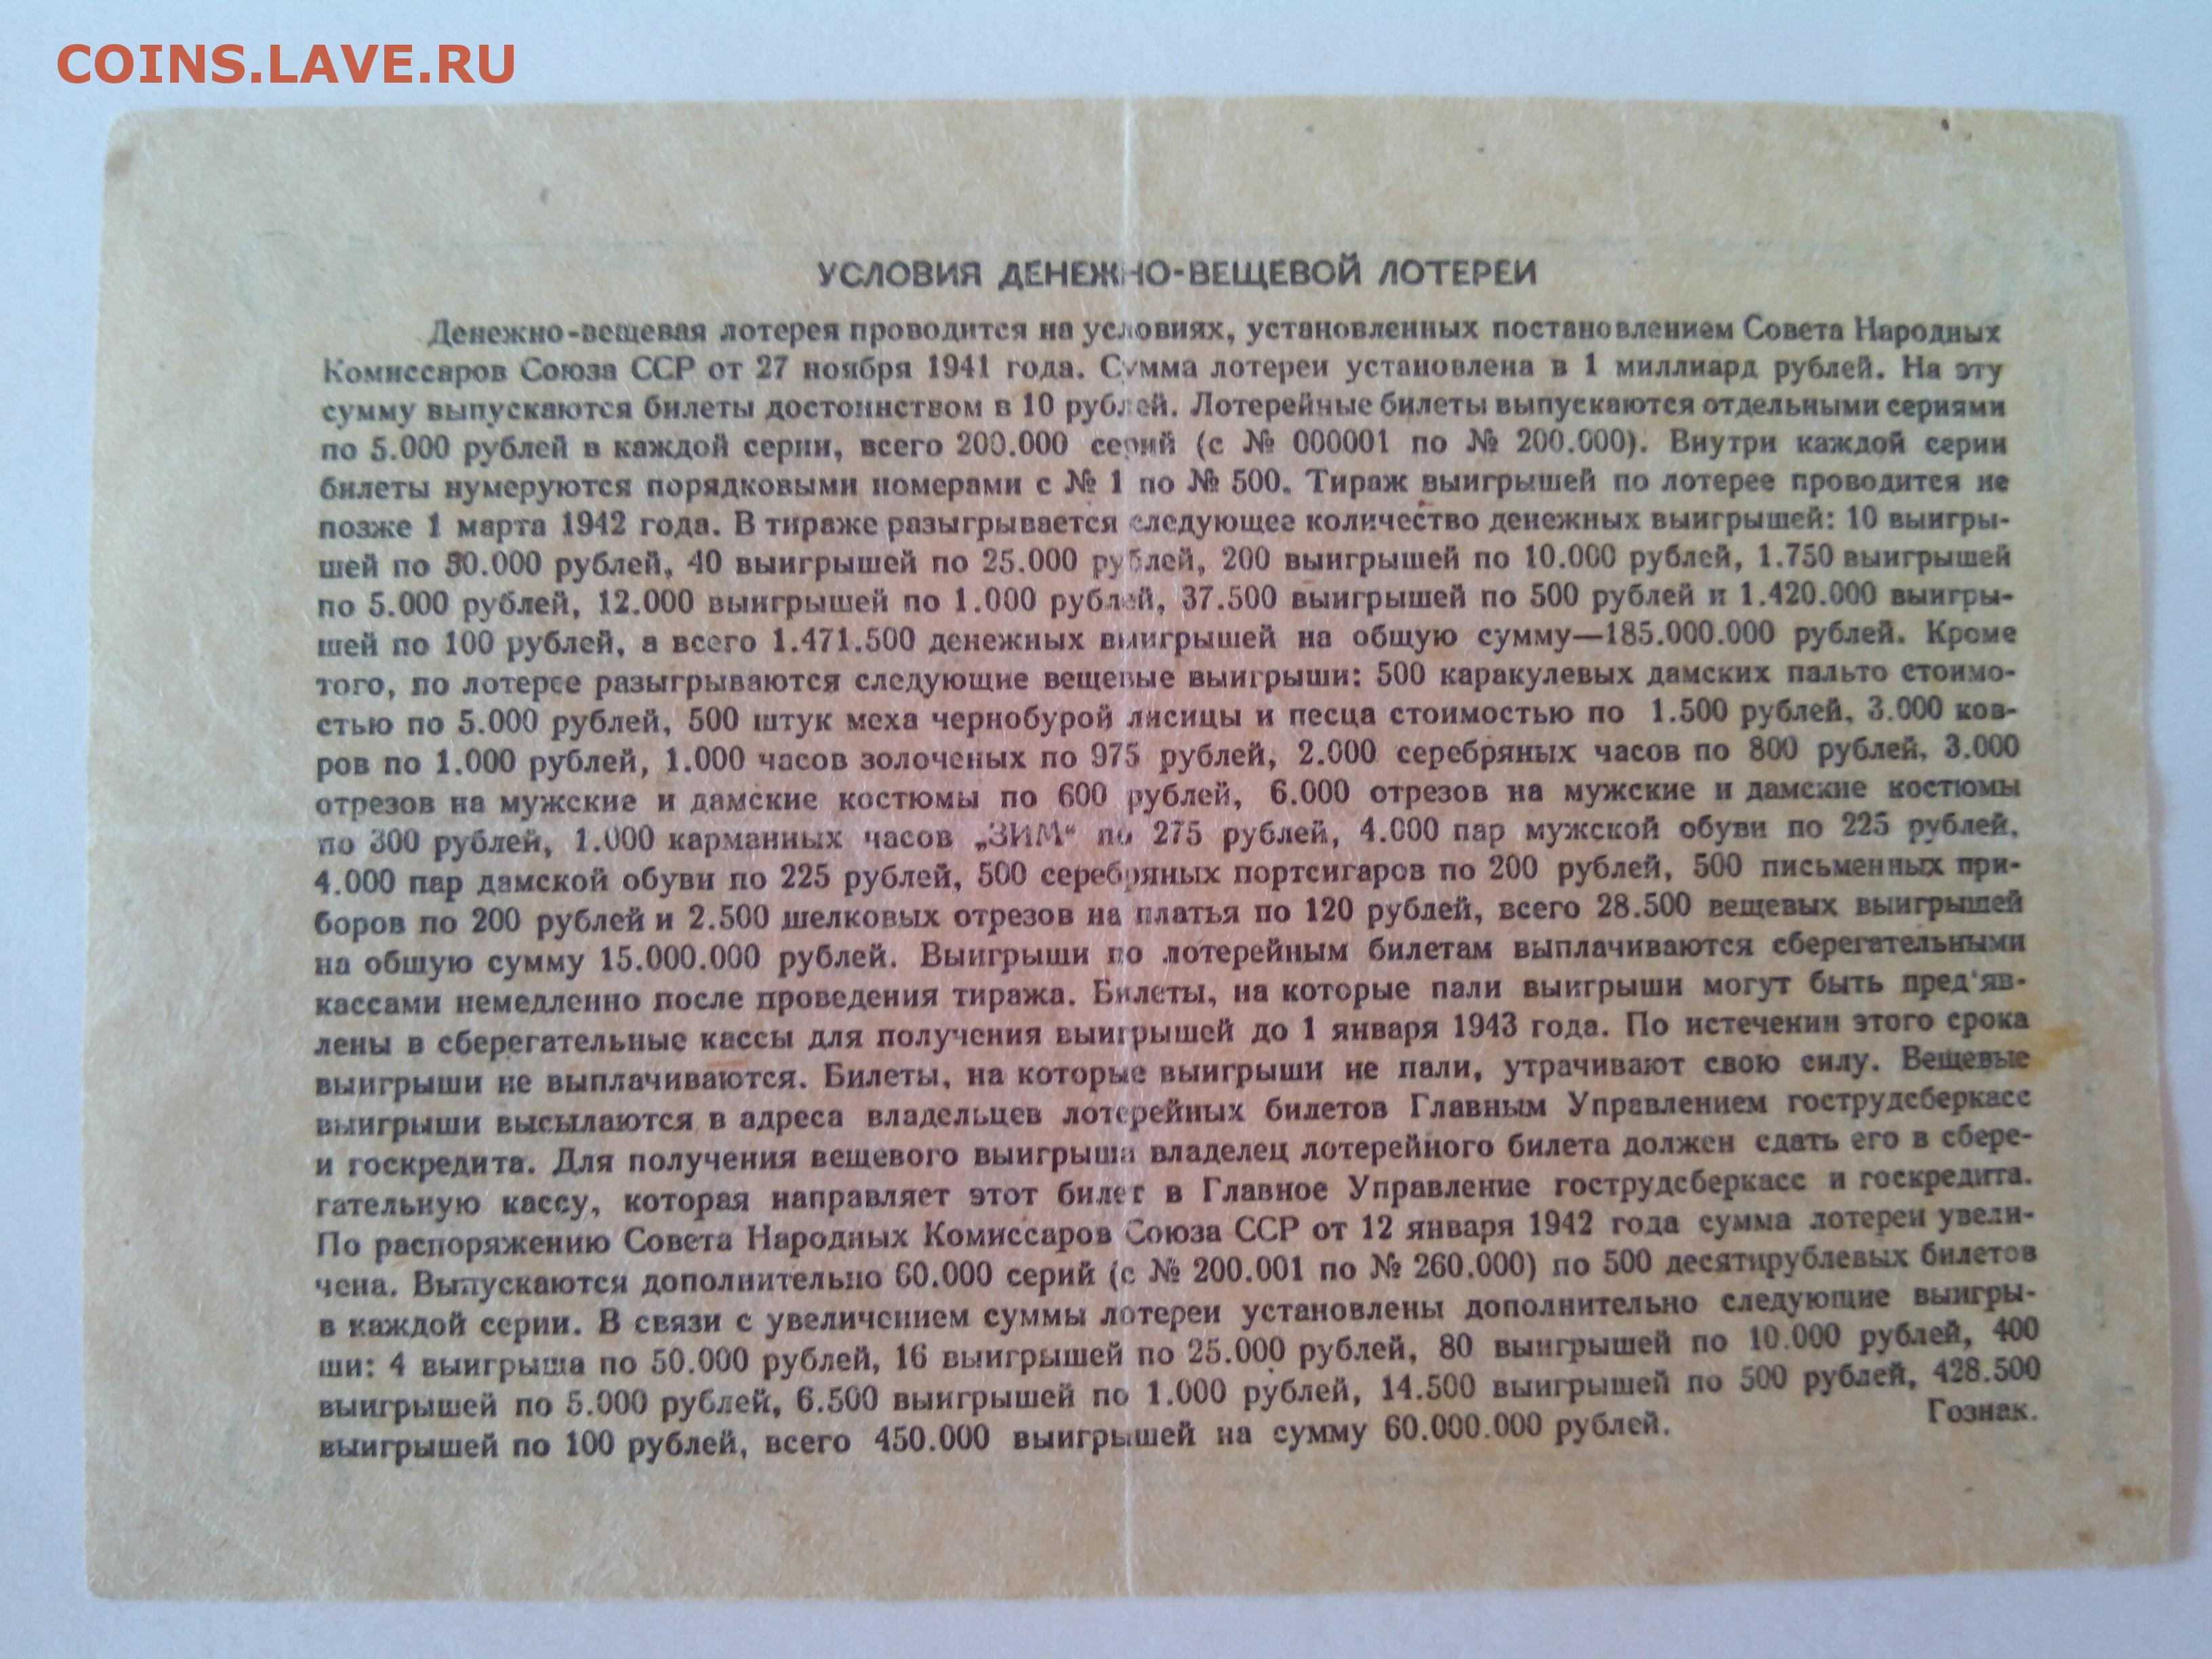 COINS.LAVE.RU
УСЛОВИЯ ДЕНЕЖНО-ВЕЩЕВОЙ ЛОТЕРЕИ
Денежно-вещевая лотерея проводится на условиях, установленных постановлением Совета Народных
Комиссаров Союза ССР от 27 ноября 1941 года. Сумма лотереи установлена в 1 миллиард рублей. На эту
сумму выпускаются билеты достоинством в 10 рублей. Лотерейные билеты выпускаются отдельными сериями
по 5.000 рублей в каждой серии, всего 200.000 серий (с № 000001 по № 200.000). Внутри каждой серии
билеты нумеруются порядковыми номерами с № 1 по № 500. Тираж выигрышей по лотерее проводится не
позже 1 марта 1942 года. В тираже разыгрывается следующее количество денежных выигрышей: 10 выигры-
шей по 50.000 рублей, 40 выигрышей по 25.000 рублей, 200 выигрышей по 10.000 рублей, 1.750 выигрышей
по 5.000 рублей, 12.000 выигрышей по 1.000 рублей, 37.500 выигрышей по 500 рублей и 1.420.000 выигры-
шей по 100 рублей, а всего 1.471.500 денежных выигрышей на общую сумму—185.000.000 рублей. Кроме
того, по лотерее разыгрываются следующие вещевые выигрыши: 500 каракулевых дамских пальто стоимо-
стью по 5.000 рублей, 500 штук меха чернобурой лисицы и песца стоимостью по 1.500 рублей, 3.000 ков-
ров по 1.000 рублей, 1.000 часов золоченых по 975 рублей, 2.000 серебряных часов по 800 рублей, 3.000
отрезов на мужские и дамские костюмы по 600 рублей, 6.000 отрезов на мужские и дамские костюмы
по 300 рублей, 1.000 карманных часов „ЗИМ“ по 275 рублей, 4.000 пар мужской обуви по 225 рублей,
4.000 пар дамской обуви по 225 рублей, 500 серебряных портсигаров по 200 рублей, 500 письменных при-
боров по 200 рублей и 2.500 шелковых отрезов на платья по 120 рублей, всего 28.500 вещевых выигрышей
на общую сумму 15.000.000 рублей. Выигрыши по лотерейным билетам выплачиваются сберегательными
кассами немедленно после проведения тиража. Билеты, на которые пали выигрыши могут быть пред‘яв-
лены в сберегательные кассы для получения выигрышей до 1 января 1943 года. По истечении этого срока
выигрыши не выплачиваются. Билеты, на которые выигрыши не пали, утрачивают свою силу. Вещевые
выигрыши высылаются в адреса владельцев лотерейных билетов Главным Управлением гострудсберкасс
и госкредита. Для получения вещевого выигрыша владелец лотерейного билета должен сдать его в сбере-
гательную кассу, которая направляет этот билет в Главное Управление гострудсберкасс и госкредита.
По распоряжению Совета Народных Комиссаров Союза ССР от 12 января 1942 года сумма лотереи увели-
чена. Выпускаются дополнительно 60.000 серий (с № 200.001 по № 260.000) по 500 десятирублевых билетов
в каждой серии. В связи с увеличением суммы лотереи установлены дополнительно следующие выигры-
ши: 4 выигрыша по 50.000 рублей, 16 выигрышей по 25.000 рублей, 80 выигрышей по 10.000 рублей, 400
выигрышей по 5.000 рублей, 6.500 выигрышей по 1.000 рублей, 14.500 выигрышей по 500 рублей, 428.500
выигрышей по 100 рублей, всего 450.000 выигрышей на сумму 60.000.000 рублей.
Гознак.